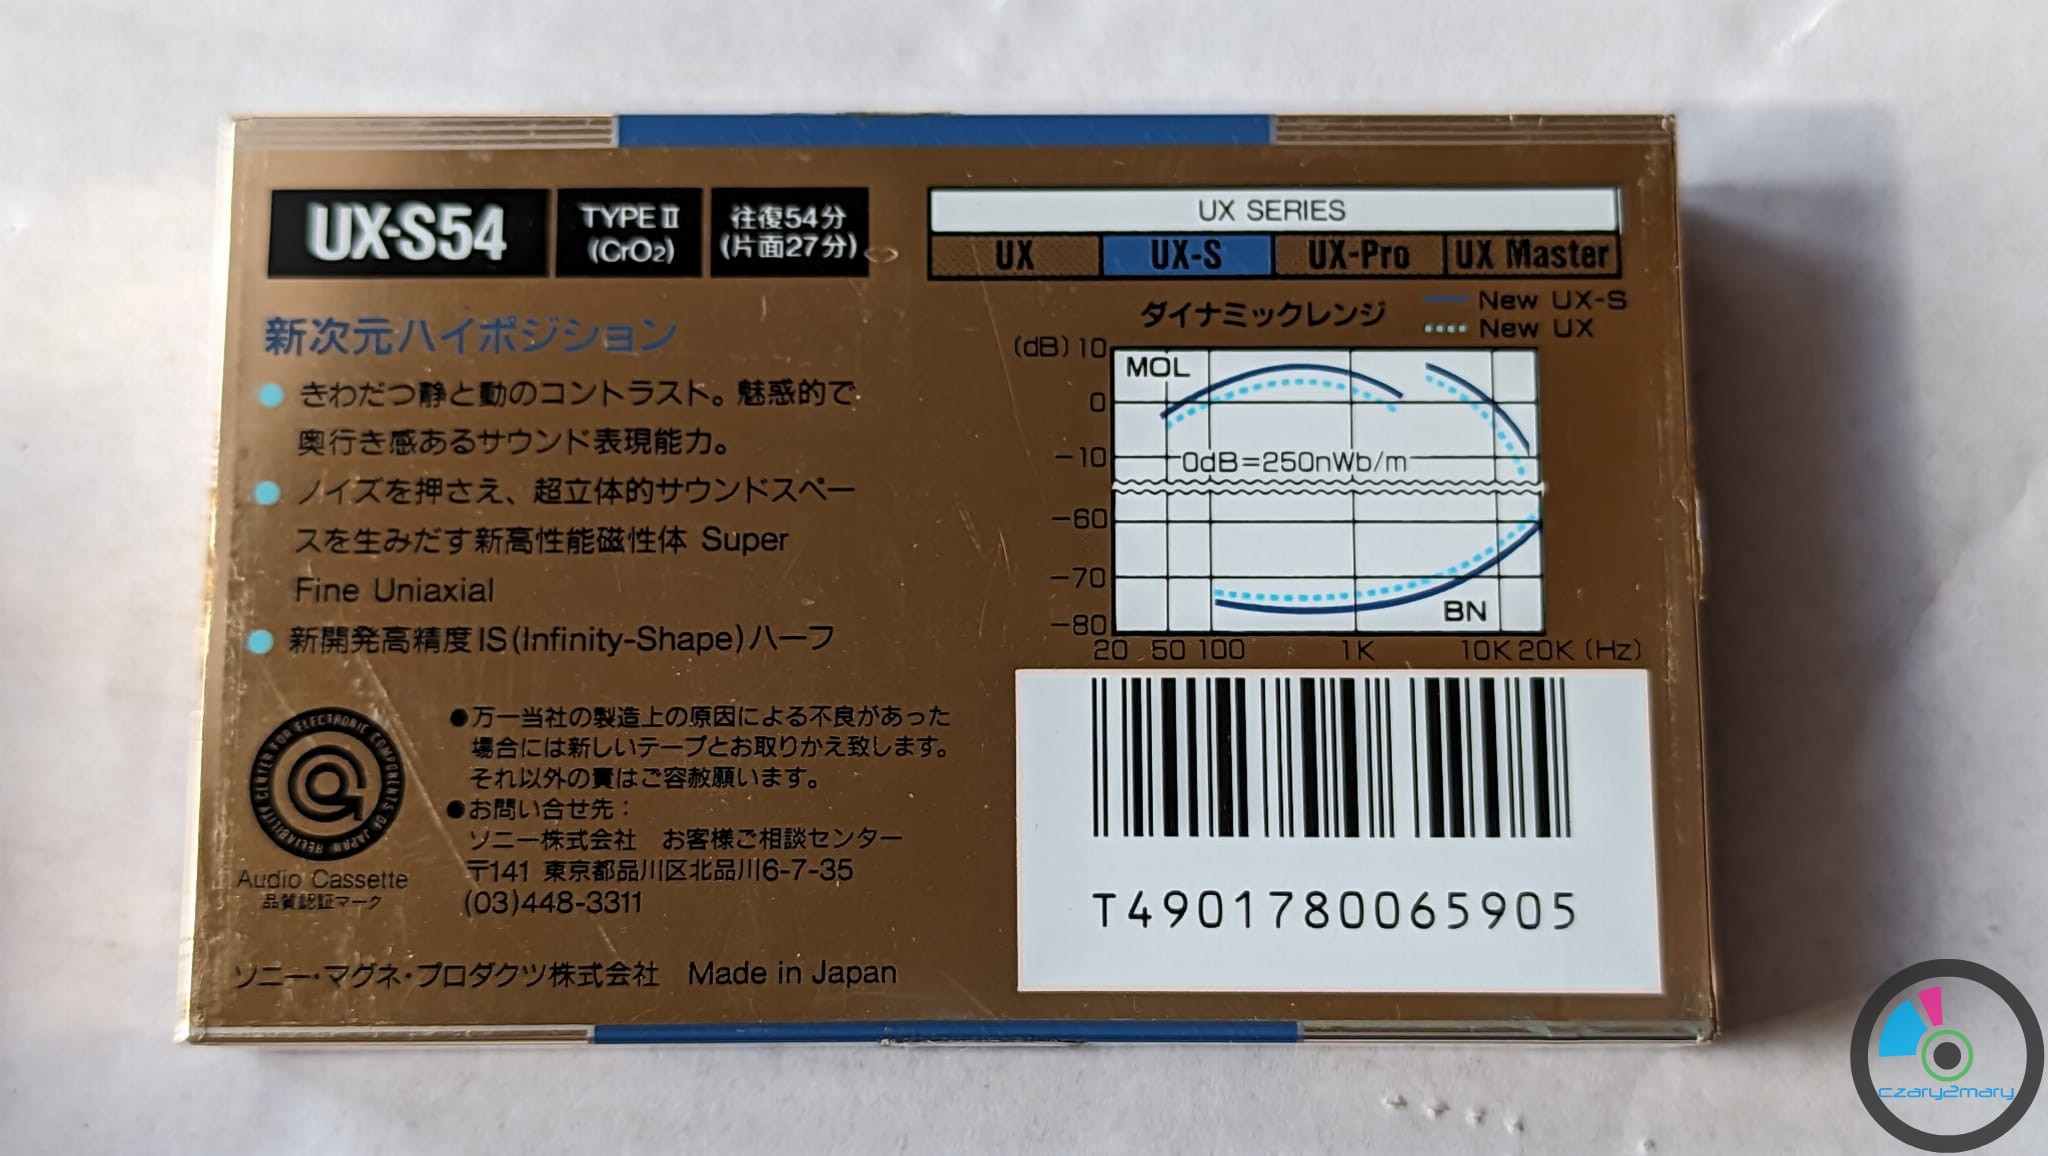 UX-S54
TYPE II
(CrO₂)
往復54分
(片面27分)
UX SERIES
UX
UX-S
UX-Pro
UX Master
新次元ハイポジション
● きわだつ静と動のコントラスト。魅惑的で
奥行き感あるサウンド表現能力。
● ノイズを押さえ、超立体的サウンドスペー
スを生みだす新高性能磁性体 Super
Fine Uniaxial
● 新開発高精度IS(Infinity-Shape)ハーフ
ダイナミックレンジ
New UX-S
New UX
(dB) 10
MOL
0
-10
0dB=250nWb/m
-60
-70
BN
-80
20 50 100 1K 10K 20K (Hz)
RELIABILITY CENTER FOR ELECTRONIC COMPONENTS OF JAPAN
Audio Cassette
品質認証マーク
●万一当社の製造上の原因による不良があった
場合には新しいテープとお取りかえ致します。
それ以外の責はご容赦願います。
●お問い合せ先：
ソニー株式会社 お客様ご相談センター
〒141 東京都品川区北品川6-7-35
(03)448-3311
ソニー・マグネ・プロダクツ株式会社 Made in Japan
T4901780065905
czary2mary